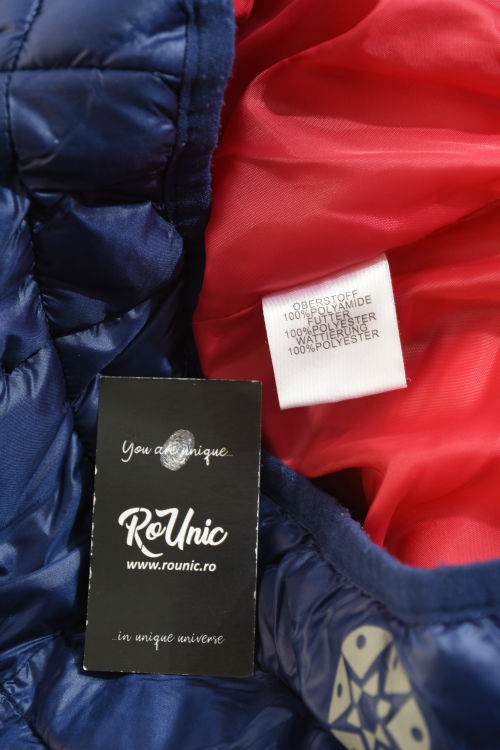 OBERSTOFF
100%POLYAMIDE
FUTTER
100%POLYESTER
WATTIERUNG
100%POLYESTER
You are unique...
RoUnic
www.rounic.ro
...in unique universe